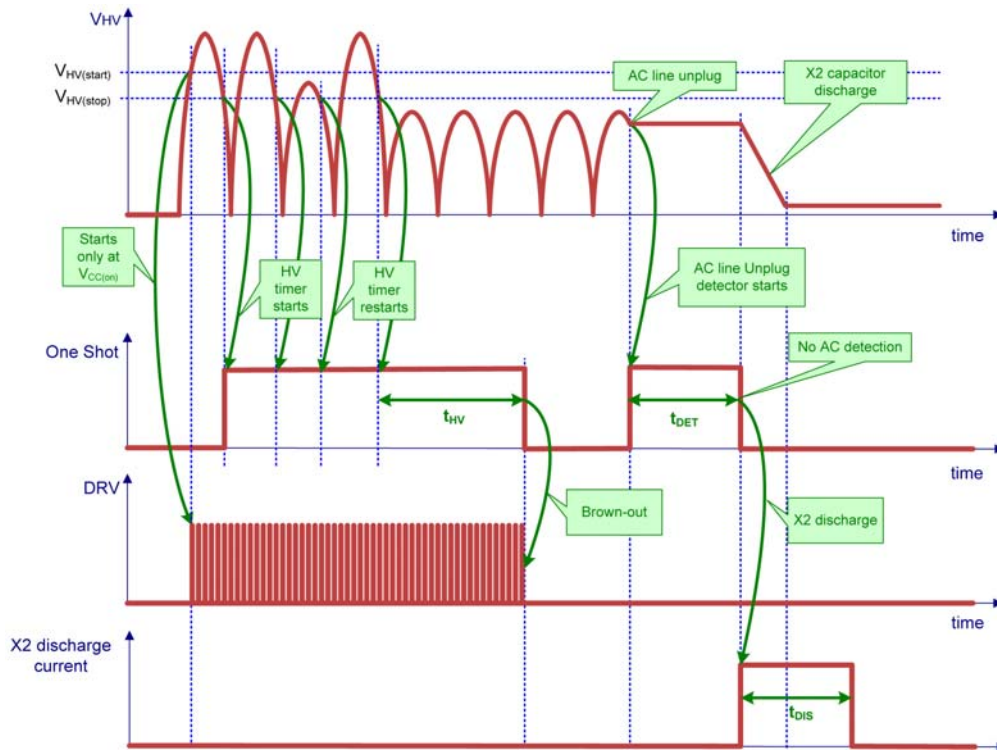 VHV
VHV(start)
VHV(stop)
AC line unplug
X2 capacitor
discharge
time
Starts
only at
VCC(on)
HV
timer
starts
HV
timer
restarts
AC line Unplug
detector starts
One Shot
No AC detection
tHV
tDET
time
DRV
Brown-out
X2 discharge
time
X2 discharge
current
tDIS